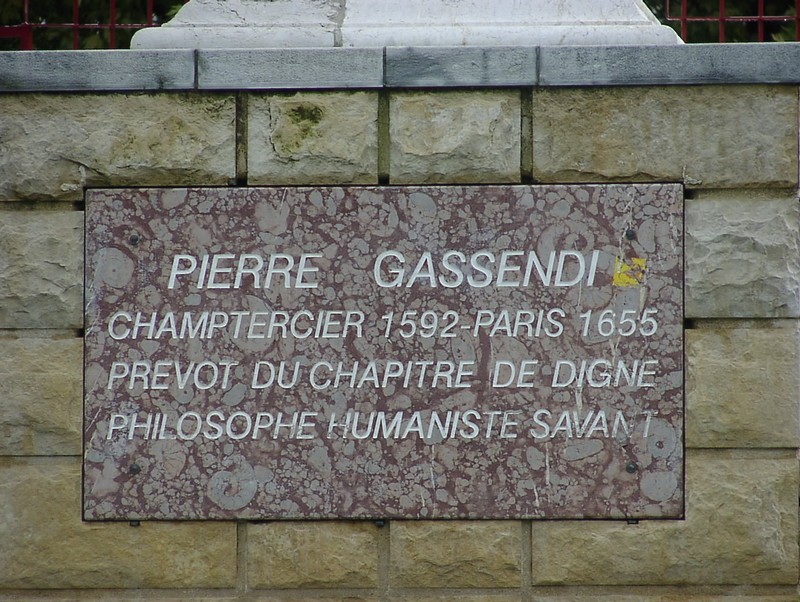 PIERRE GASSENDI
CHAMPTERCIER 1592-PARIS 1655
PREVOT DU CHAPITRE DE DIGNE
PHILOSOPHE HUMANISTE SAVANT